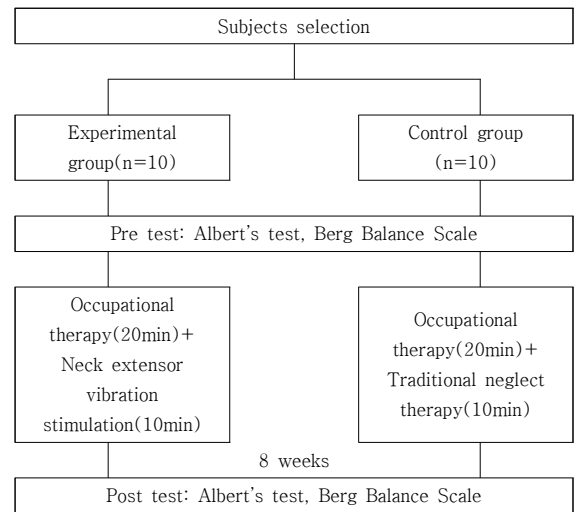 Subjects selection
Experimental
group(n=10)
Control group
(n=10)
Pre test: Albert's test, Berg Balance Scale
Occupational
therapy(20min)+
Neck extensor
vibration
stimulation(10min)
Occupational
therapy(20min)+
Traditional neglect
therapy(10min)
8 weeks
Post test: Albert's test, Berg Balance Scale